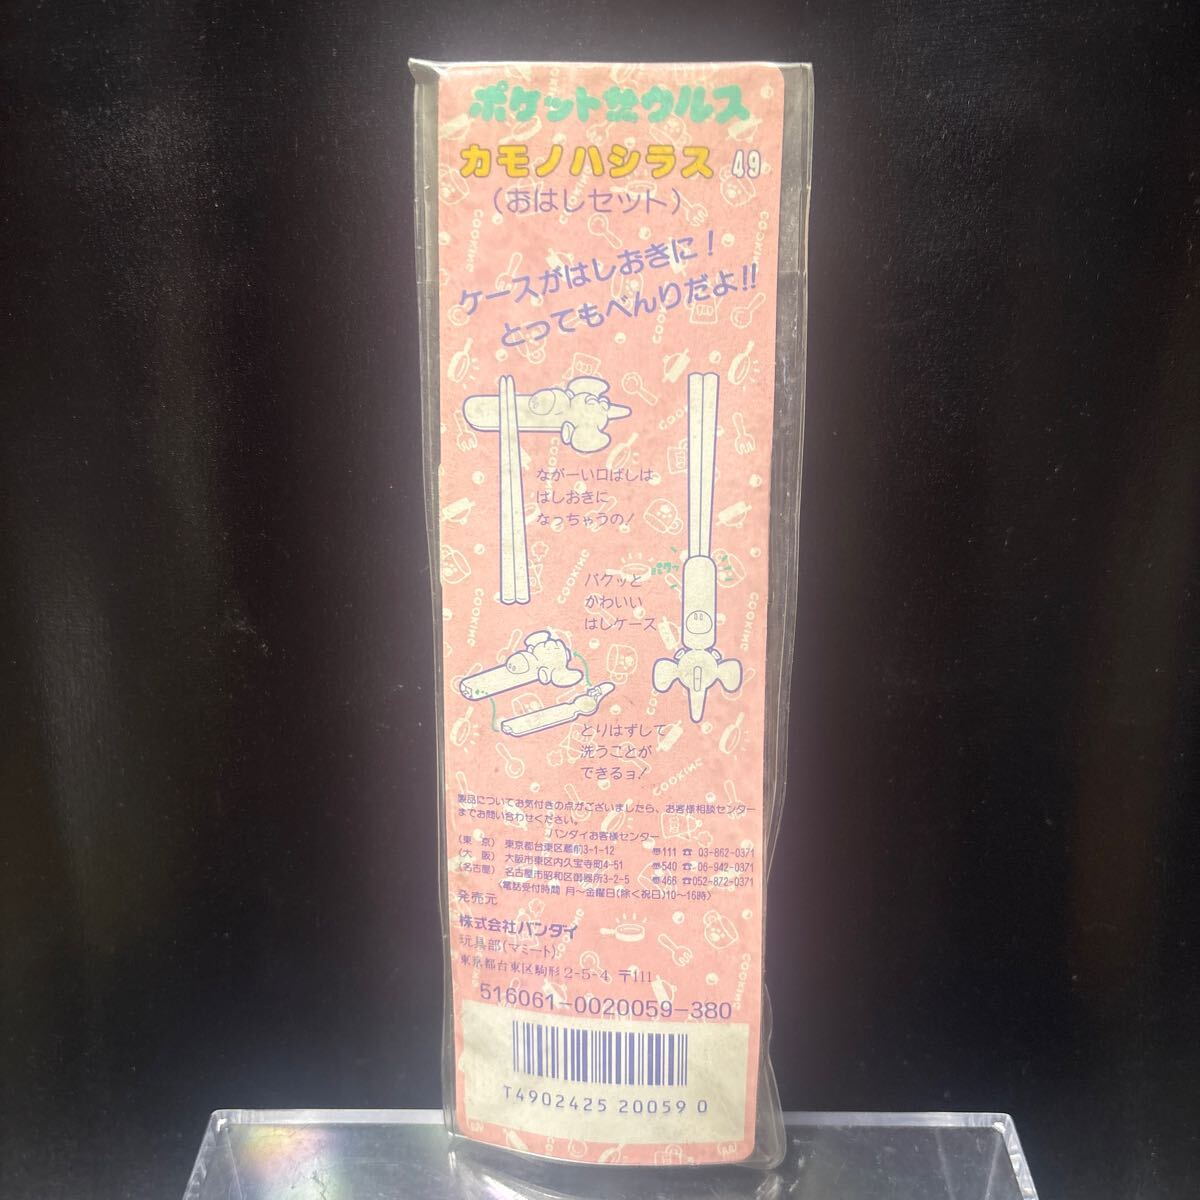 ポケットザウルス
カモノハシラス 49
(おはしセット)
ケースがはしおきに!
とってもべんりだよ!!
ながーい口ばしは
はしおきに
なっちゃうの!
パクッ
パクッと
かわいい
はしケース
とりはずして
洗うことが
できるョ!
製品についてお気付きの点がございましたら、お客様相談センター
までお問い合わせください。
バンダイお客様センター
(東 京) 東京都台東区蔵前3-1-12 〠111 ☎ 03-862-0371
(大 阪) 大阪市東区内久宝寺町4-51 〠540 ☎ 06-942-0371
(名古屋) 名古屋市昭和区御器所3-2-5 〠466 ☎052-872-0371
〈電話受付時間 月〜金曜日(除く祝日)10〜16時〉
発売元
株式会社バンダイ
玩具部(マミート)
東京都台東区駒形2-5-4 〒111
516061-0020059-380
T4902425 20059 0
COOKING
COOKING
COOKING
COOKING
COOKING
COOKING
COOKING